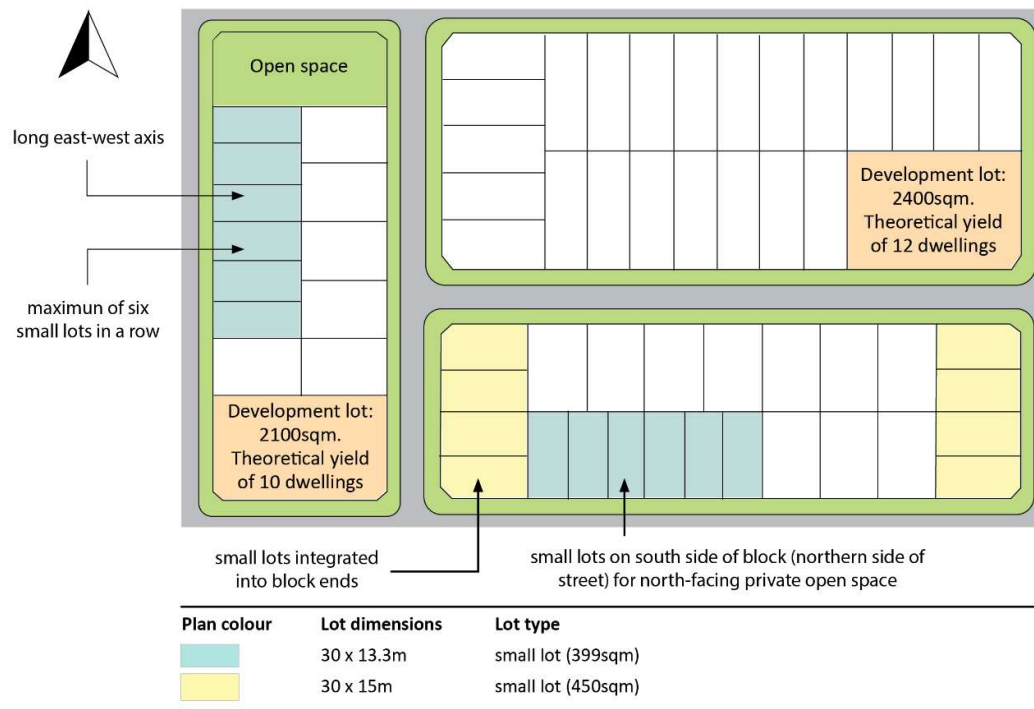 Open space
long east-west axis
maximun of six
small lots in a row
Development lot:
2100sqm.
Theoretical yield
of 10 dwellings
Development lot:
2400sqm.
Theoretical yield
of 12 dwellings
small lots integrated
into block ends
small lots on south side of block (northern side of
street) for north-facing private open space
Plan colour Lot dimensions Lot type
30 x 13.3m small lot (399sqm)
30 x 15m small lot (450sqm)